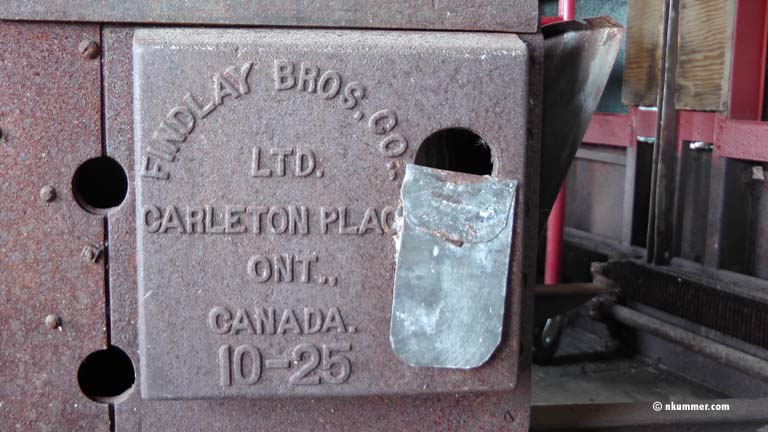 FINDLAY BROS. CO.
LTD.
CARLETON PLAC
ONT.,
CANADA.
10-25
© nkummer.com